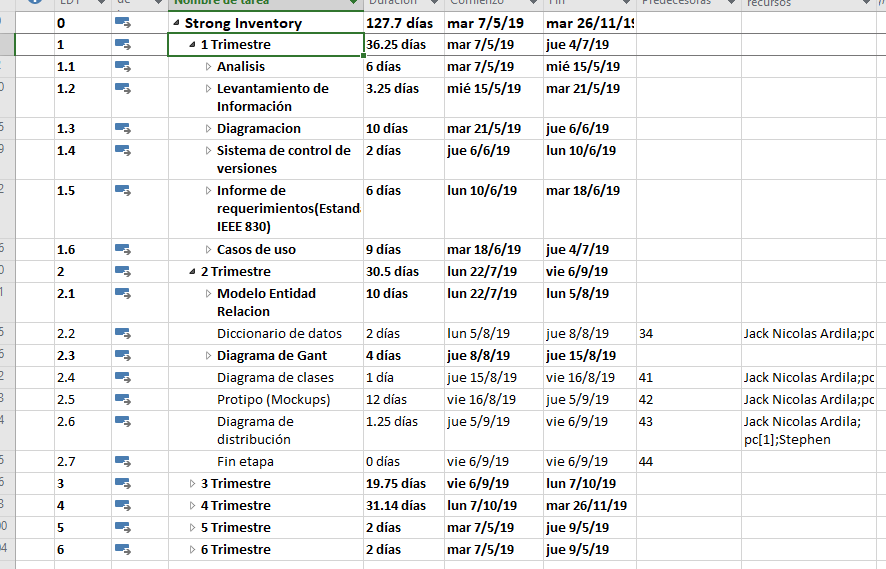 EDT de Nombre de tarea Duración Comienzo Fin Predecesoras recursos
0 Strong Inventory 127.7 días mar 7/5/19 mar 26/11/19
1 1 Trimestre 36.25 días mar 7/5/19 jue 4/7/19
1.1 Analisis 6 días mar 7/5/19 mié 15/5/19
1.2 Levantamiento de 3.25 días mié 15/5/19 mar 21/5/19
Información
1.3 Diagramacion 10 días mar 21/5/19 jue 6/6/19
1.4 Sistema de control de 2 días jue 6/6/19 lun 10/6/19
versiones
1.5 Informe de 6 días lun 10/6/19 mar 18/6/19
requerimientos(Estand
IEEE 830)
1.6 Casos de uso 9 días mar 18/6/19 jue 4/7/19
2 2 Trimestre 30.5 días lun 22/7/19 vie 6/9/19
2.1 Modelo Entidad 10 días lun 22/7/19 lun 5/8/19
Relacion
2.2 Diccionario de datos 2 días lun 5/8/19 jue 8/8/19 34 Jack Nicolas Ardila;pc
2.3 Diagrama de Gant 4 días jue 8/8/19 jue 15/8/19
2.4 Diagrama de clases 1 día jue 15/8/19 vie 16/8/19 41 Jack Nicolas Ardila;pc
2.5 Protipo (Mockups) 12 días vie 16/8/19 jue 5/9/19 42 Jack Nicolas Ardila;pc
2.6 Diagrama de 1.25 días jue 5/9/19 vie 6/9/19 43 Jack Nicolas Ardila;
distribución pc[1];Stephen
2.7 Fin etapa 0 días vie 6/9/19 vie 6/9/19 44
3 3 Trimestre 19.75 días vie 6/9/19 lun 7/10/19
4 4 Trimestre 31.14 días lun 7/10/19 mar 26/11/19
5 5 Trimestre 2 días mar 7/5/19 jue 9/5/19
6 6 Trimestre 2 días mar 7/5/19 jue 9/5/19